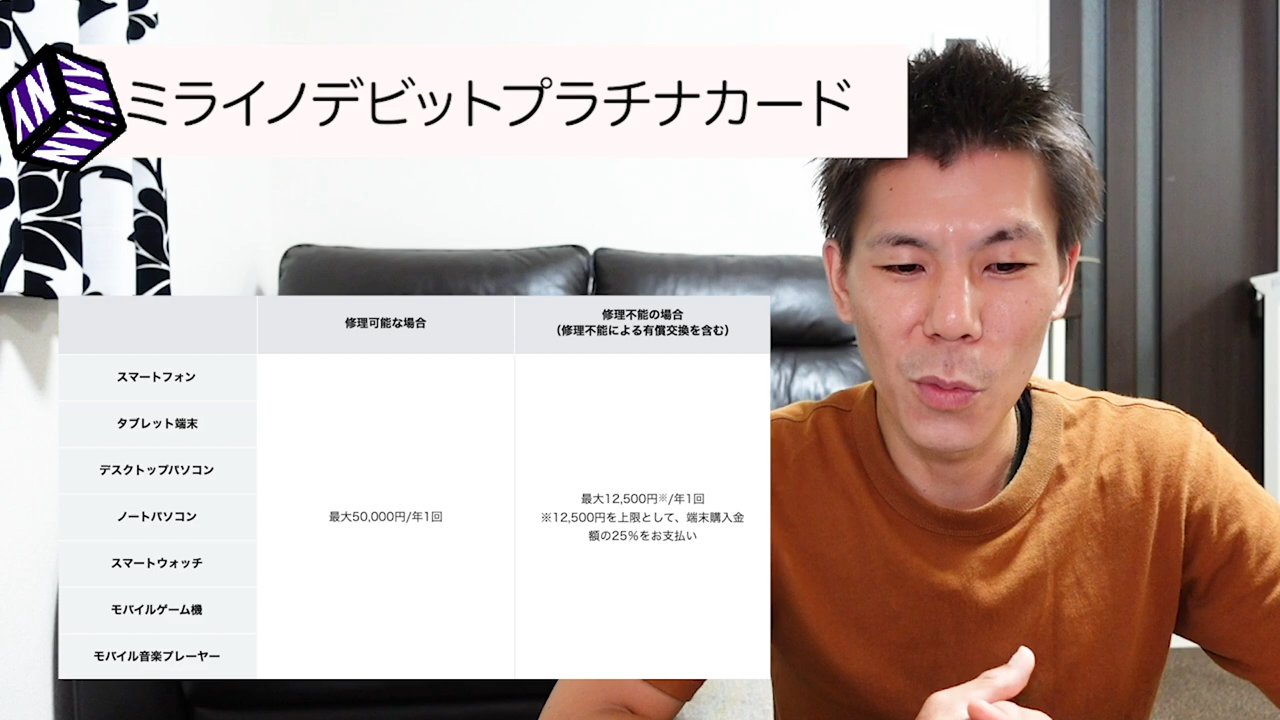 ミライノデビットプラチナカード
修理可能な場合
修理不能の場合
（修理不能による有償交換を含む）
スマートフォン
タブレット端末
デスクトップパソコン
ノートパソコン
スマートウォッチ
モバイルゲーム機
モバイル音楽プレーヤー
最大50,000円/年1回
最大12,500円※/年1回
※12,500円を上限として、端末購入金
額の25％をお支払い